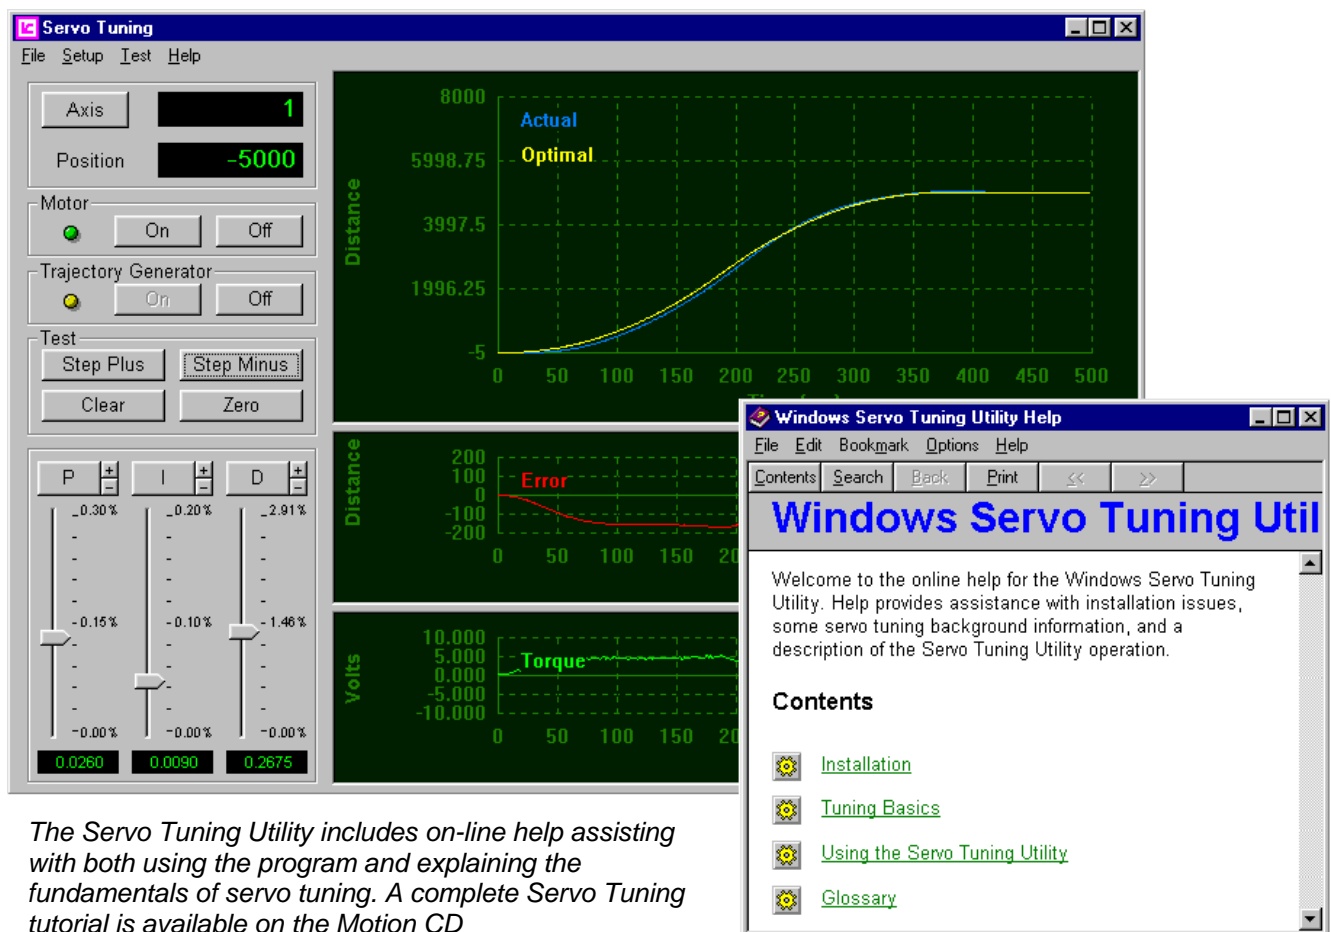 Servo Tuning
File Setup Test Help
Axis 1
Position -5000
Motor
On Off
Trajectory Generator
On Off
Test
Step Plus Step Minus
Clear Zero
P + - I + - D + -
0.30% 0.20% 2.91%
0.15% 0.10% 1.46%
0.00% 0.00% 0.00%
0.0260 0.0090 0.2675
8000
Actual
Optimal
5998.75
Distance
3997.5
1996.25
-5
0 50 100 150 200 250 300 350 400 450 500
Distance
200
100
0
-100
-200
Error
0 50 100 150
Volts
10.000
5.000
0.000
-5.000
-10.000
Torque
0 50 100 150
Windows Servo Tuning Utility Help
File Edit Bookmark Options Help
Contents Search Back Print << >>
Windows Servo Tuning Util
Welcome to the online help for the Windows Servo Tuning
Utility. Help provides assistance with installation issues,
some servo tuning background information, and a
description of the Servo Tuning Utility operation.
Contents
Installation
Tuning Basics
Using the Servo Tuning Utility
Glossary
The Servo Tuning Utility includes on-line help assisting
with both using the program and explaining the
fundamentals of servo tuning. A complete Servo Tuning
tutorial is available on the Motion CD